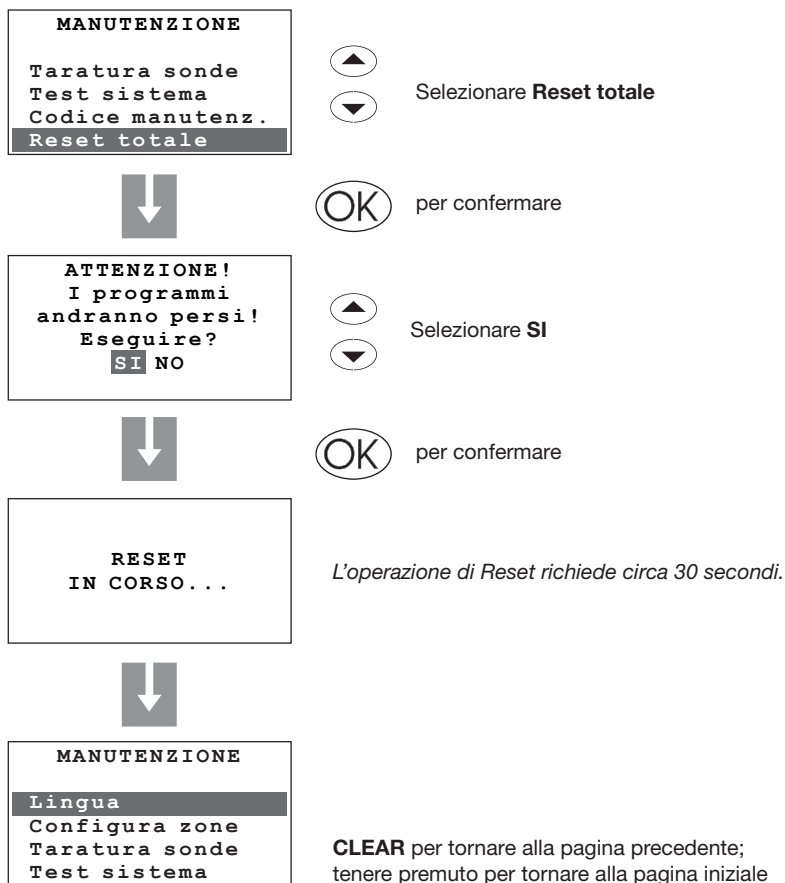 MANUTENZIONE
Taratura sonde
Test sistema
Codice manutenz.
Reset totale
Selezionare Reset totale
OK per confermare
ATTENZIONE!
I programmi
andranno persi!
Eseguire?
SI NO
Selezionare SI
OK per confermare
RESET
IN CORSO...
L'operazione di Reset richiede circa 30 secondi.
MANUTENZIONE
Lingua
Configura zone
Taratura sonde
Test sistema
CLEAR per tornare alla pagina precedente;
tenere premuto per tornare alla pagina iniziale